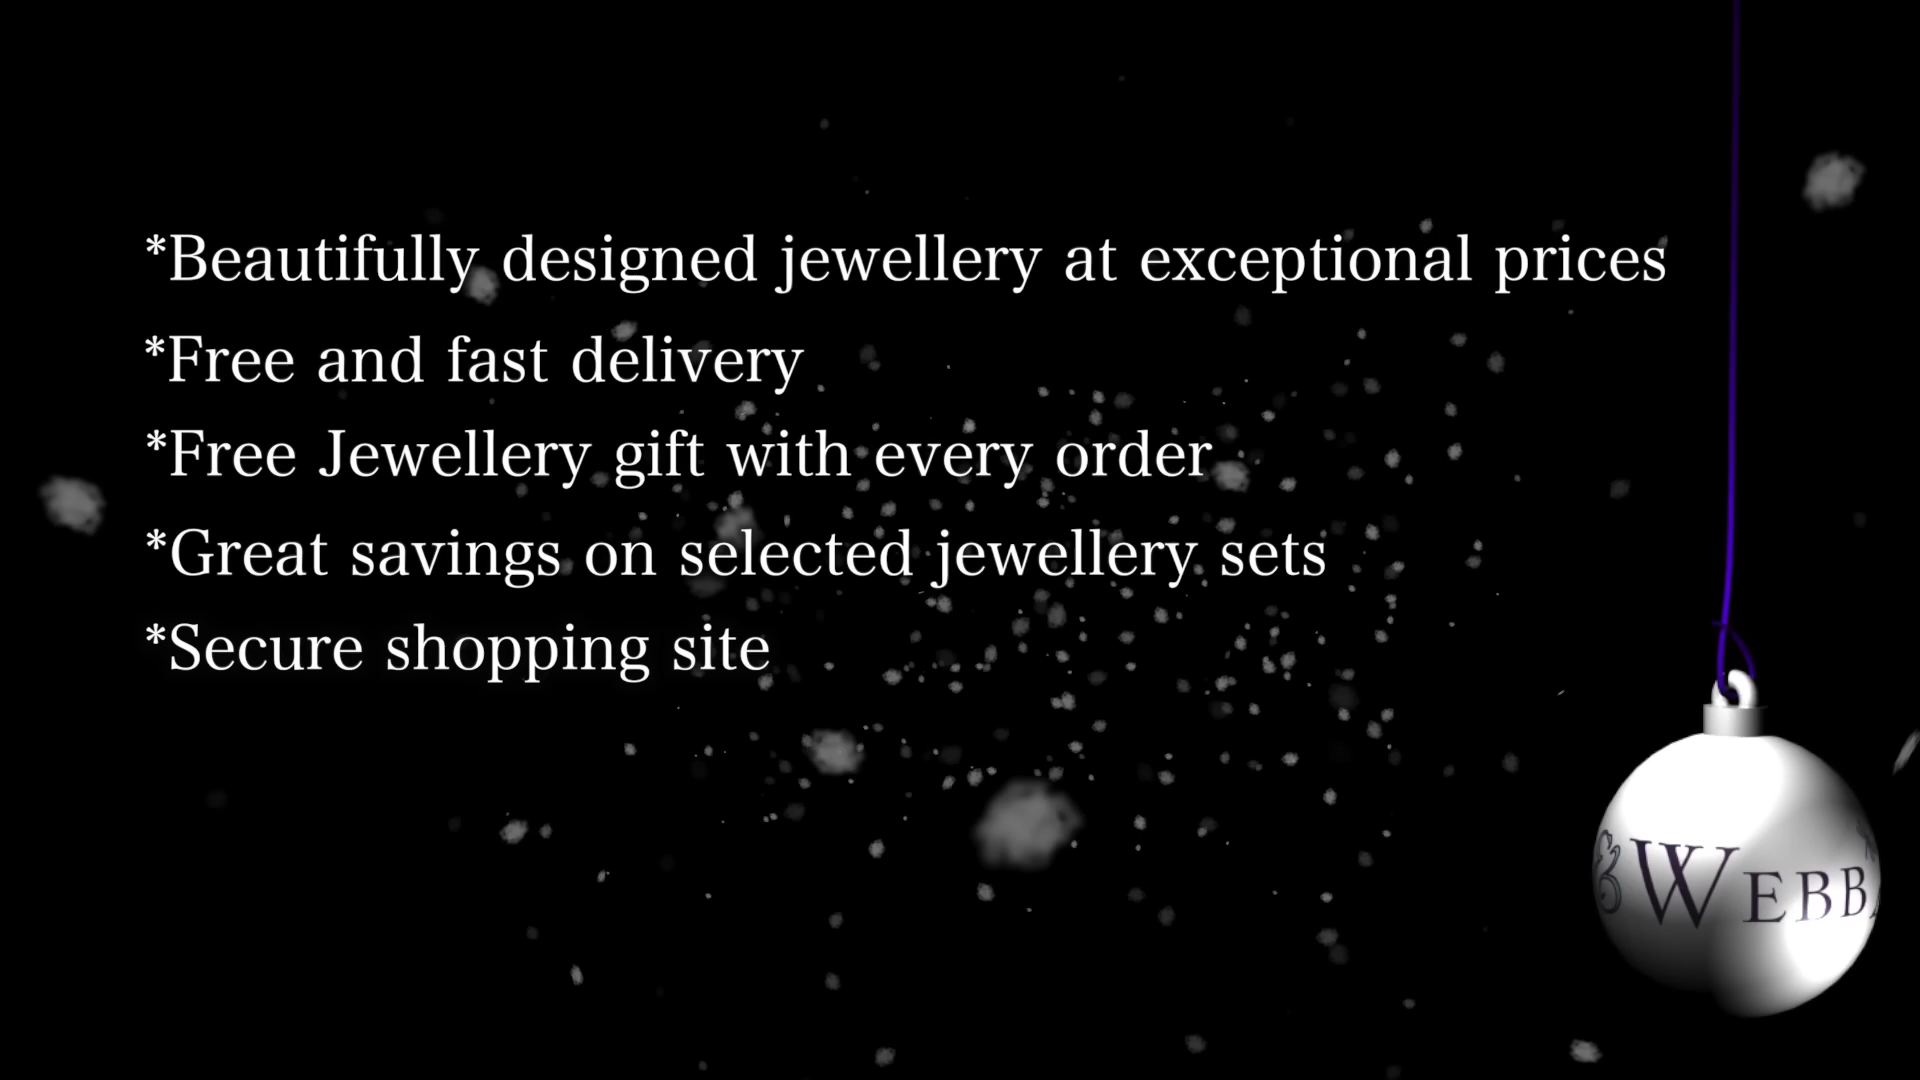 *Beautifully designed jewellery at exceptional prices
*Free and fast delivery
*Free Jewellery gift with every order
*Great savings on selected jewellery sets
*Secure shopping site